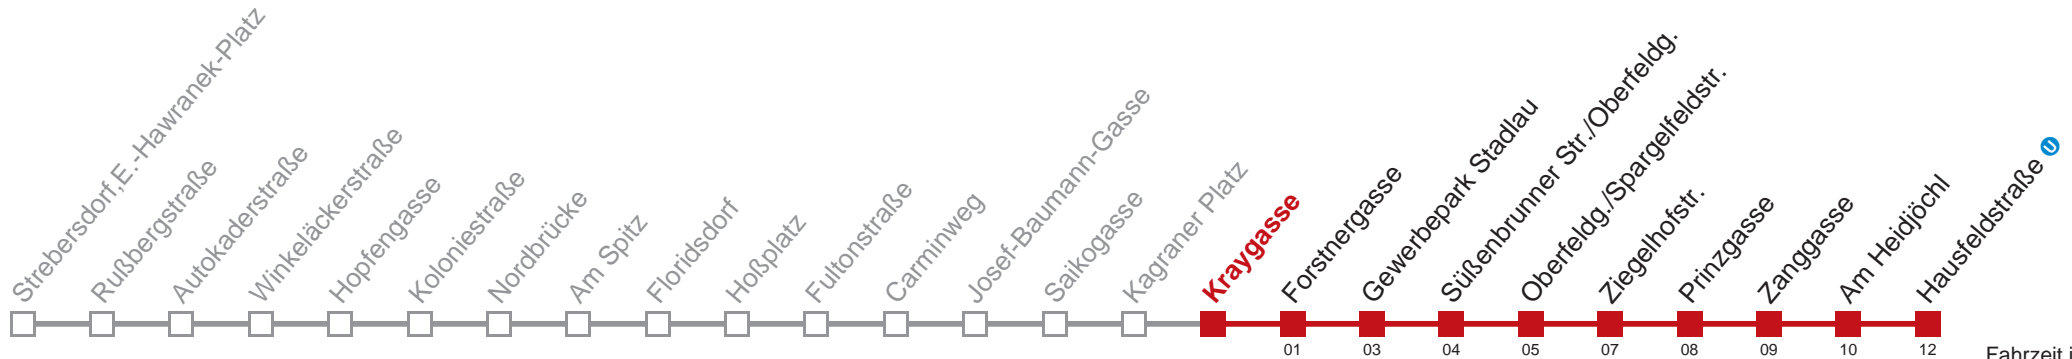 Strebersdorf,E.-Hawranek-Platz
Rußbergstraße
Autokaderstraße
Winkeläckerstraße
Hopfengasse
Koloniestraße
Nordbrücke
Am Spitz
Floridsdorf
Hoßplatz
Fultonstraße
Carminweg
Josef-Baumann-Gasse
Saikogasse
Kagraner Platz
Kraygasse
Forstnergasse
Gewerbepark Stadlau
Süßenbrunner Str./Oberfeldg.
Oberfeldg./Spargelfeldstr.
Ziegelhofstr.
Prinzgasse
Zanggasse
Am Heidjöchl
Hausfeldstraße U
01 03 04 05 07 08 09 10 12
Fahrzeit i